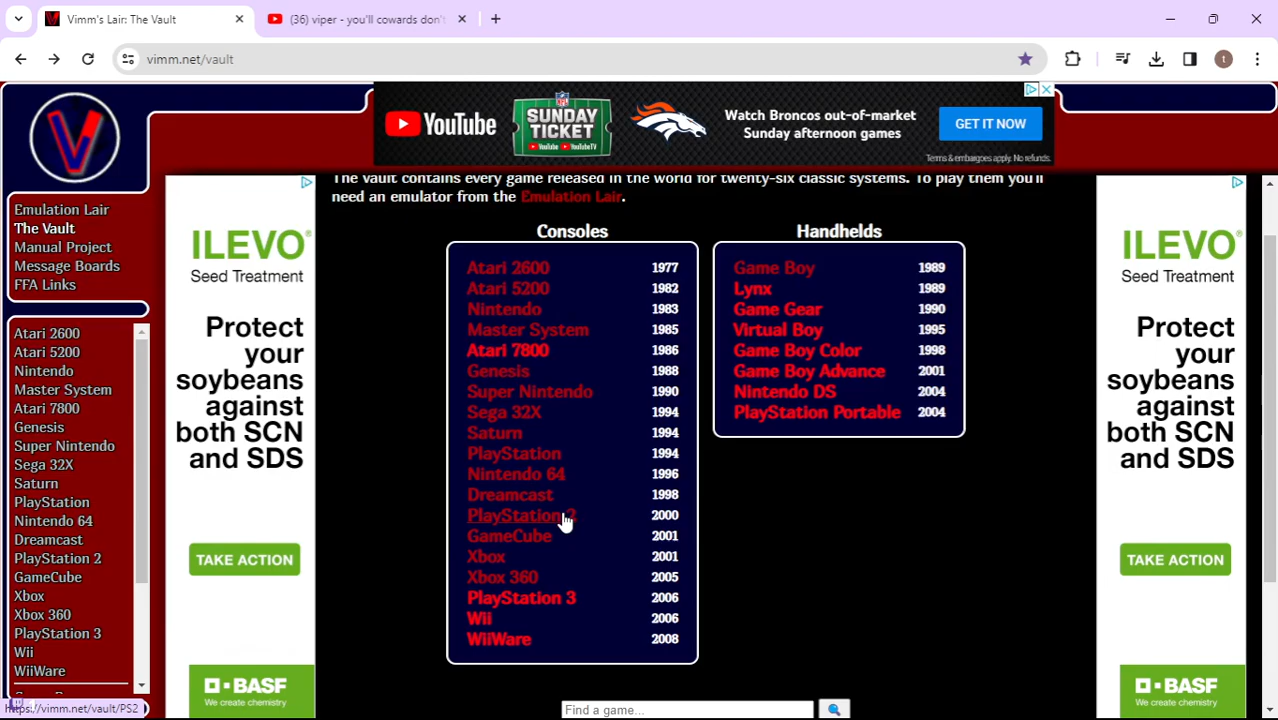 Vimm's Lair: The Vault
(36) viper - you'll cowards don't
vimm.net/vault
t
YouTube
NFL
SUNDAY
TICKET
YouTube YouTubeTV
Watch Broncos out-of-market
Sunday afternoon games
GET IT NOW
Terms & embargoes apply. No refunds.
V
Emulation Lair
The Vault
Manual Project
Message Boards
FFA Links
Atari 2600
Atari 5200
Nintendo
Master System
Atari 7800
Genesis
Super Nintendo
Sega 32X
Saturn
PlayStation
Nintendo 64
Dreamcast
PlayStation 2
GameCube
Xbox
Xbox 360
PlayStation 3
Wii
WiiWare
https://vimm.net/vault/PS2
ILEVO®
Seed Treatment
Protect
your
soybeans
against
both SCN
and SDS
TAKE ACTION
BASF
We create chemistry
The Vault contains every game released in the world for twenty-six classic systems. To play them you'll
need an emulator from the Emulation Lair.
Consoles
Atari 2600 1977
Atari 5200 1982
Nintendo 1983
Master System 1985
Atari 7800 1986
Genesis 1988
Super Nintendo 1990
Sega 32X 1994
Saturn 1994
PlayStation 1994
Nintendo 64 1996
Dreamcast 1998
PlayStation 2 2000
GameCube 2001
Xbox 2001
Xbox 360 2005
PlayStation 3 2006
Wii 2006
WiiWare 2008
Handhelds
Game Boy 1989
Lynx 1989
Game Gear 1990
Virtual Boy 1995
Game Boy Color 1998
Game Boy Advance 2001
Nintendo DS 2004
PlayStation Portable 2004
Find a game...
ILEVO®
Seed Treatment
Protect
your
soybeans
against
both SCN
and SDS
TAKE ACTION
BASF
We create chemistry